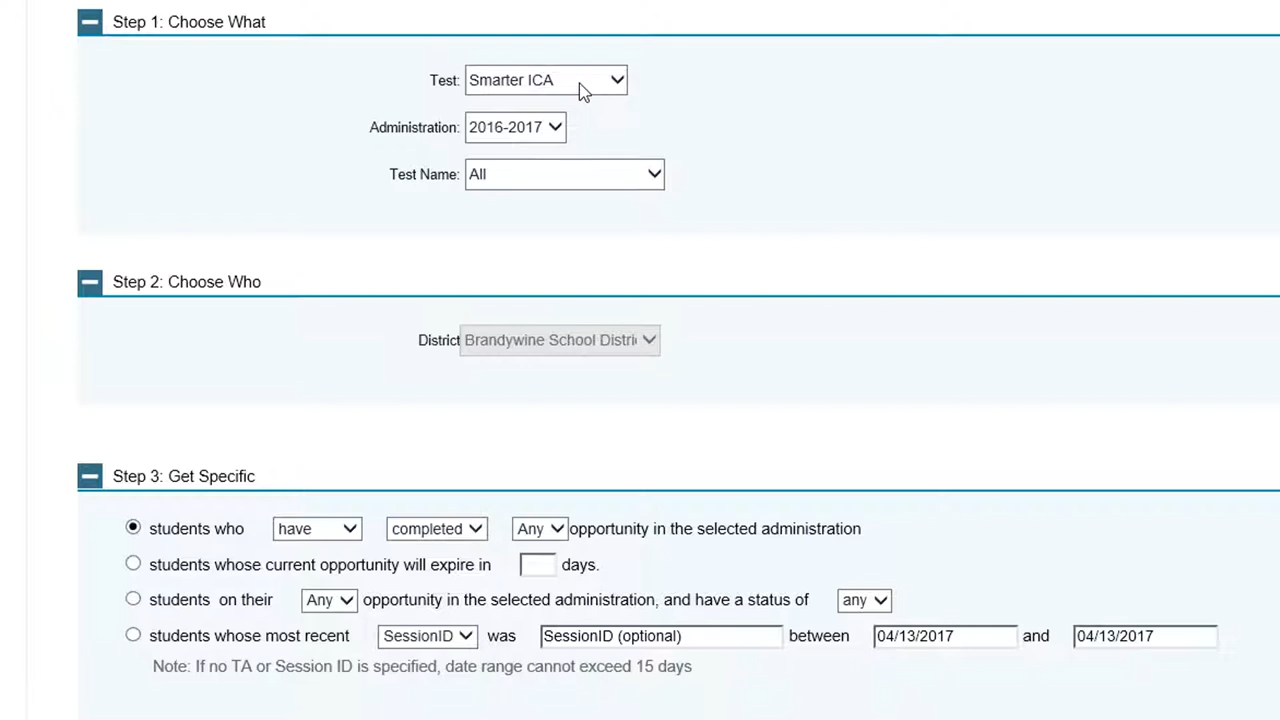 Step 1: Choose What
Test: Smarter ICA
Administration: 2016-2017
Test Name: All
Step 2: Choose Who
District Brandywine School Distri
Step 3: Get Specific
students who have completed Any opportunity in the selected administration
students whose current opportunity will expire in days.
students on their Any opportunity in the selected administration, and have a status of any
students whose most recent SessionID was SessionID (optional) between 04/13/2017 and 04/13/2017
Note: If no TA or Session ID is specified, date range cannot exceed 15 days